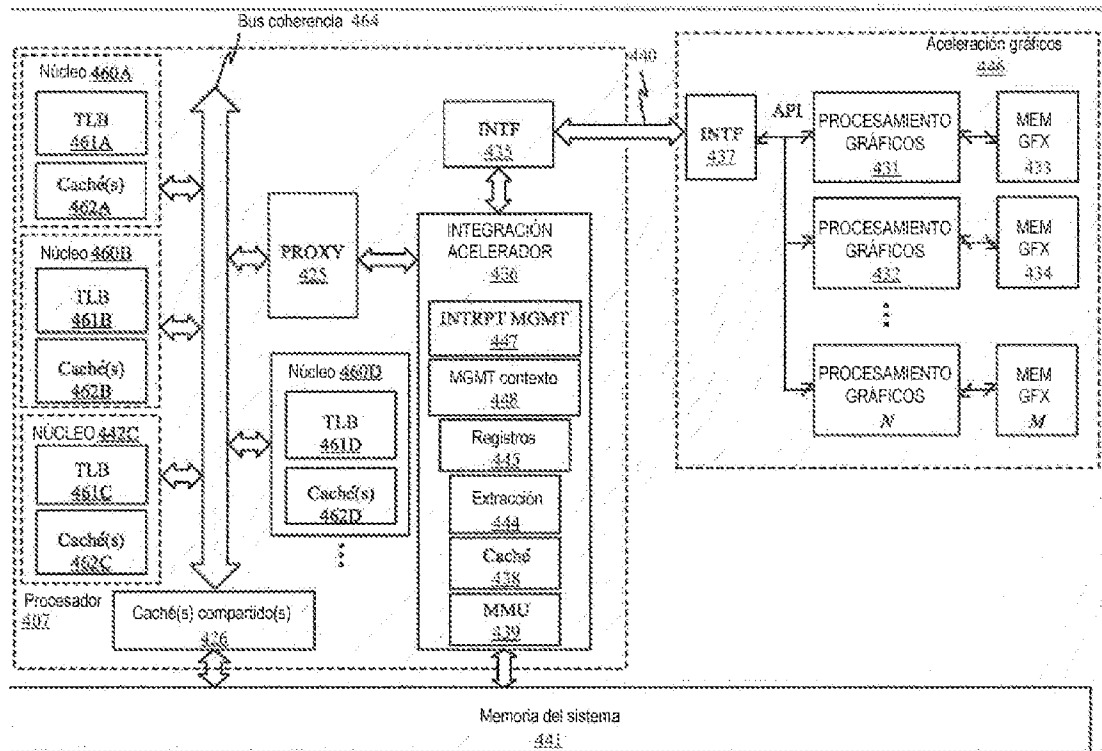 Bus coherencia 464
Núcleo 460A
TLB
461A
Caché(s)
462A
Núcleo 460B
TLB
461B
Caché(s)
462B
NÚCLEO 442C
TLB
461C
Caché(s)
462C
Procesador
407
Caché(s) compartido(s)
426
PROXY
425
Núcleo 460D
TLB
461D
Caché(s)
462D
INTF
435
INTEGRACIÓN
ACELERADOR
436
INTRPT MGMT
447
MGMT contexto
448
Registros
445
Extracción
444
Caché
438
MMU
439
440
Aceleración gráficos
446
INTF
437
API
PROCESAMIENTO
GRÁFICOS
431
MEM
GFX
433
PROCESAMIENTO
GRÁFICOS
432
MEM
GFX
434
PROCESAMIENTO
GRÁFICOS
N
MEM
GFX
M
Memoria del sistema
441